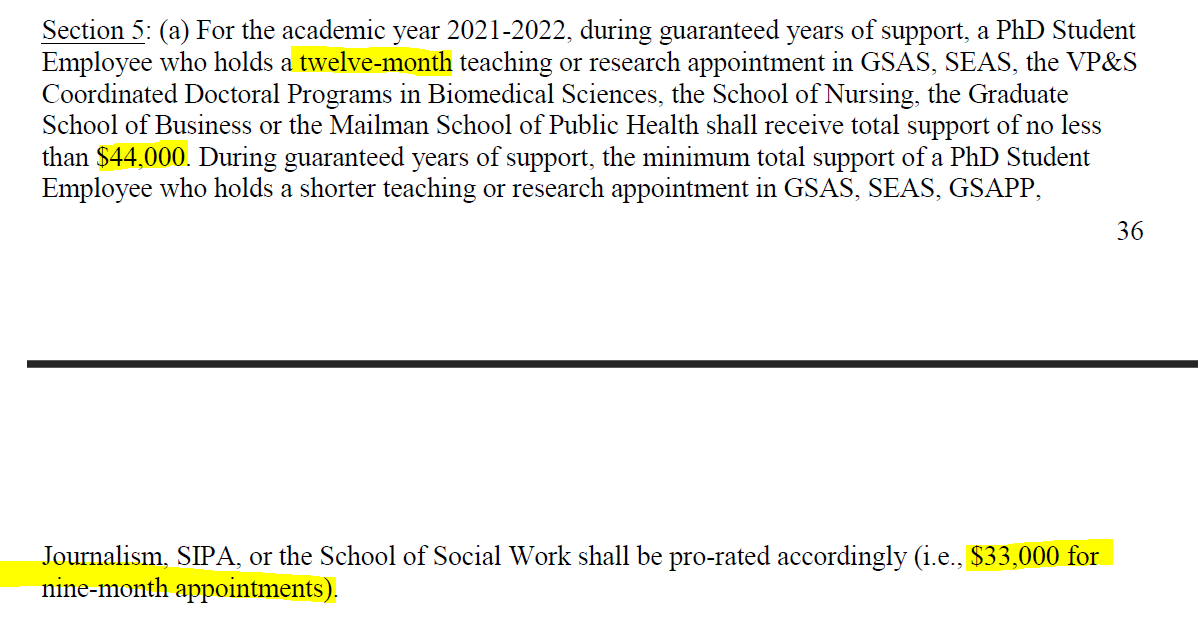 Section 5: (a) For the academic year 2021-2022, during guaranteed years of support, a PhD Student
Employee who holds a twelve-month teaching or research appointment in GSAS, SEAS, the VP&S
Coordinated Doctoral Programs in Biomedical Sciences, the School of Nursing, the Graduate
School of Business or the Mailman School of Public Health shall receive total support of no less
than $44,000. During guaranteed years of support, the minimum total support of a PhD Student
Employee who holds a shorter teaching or research appointment in GSAS, SEAS, GSAPP,
36
Journalism, SIPA, or the School of Social Work shall be pro-rated accordingly (i.e., $33,000 for
nine-month appointments).